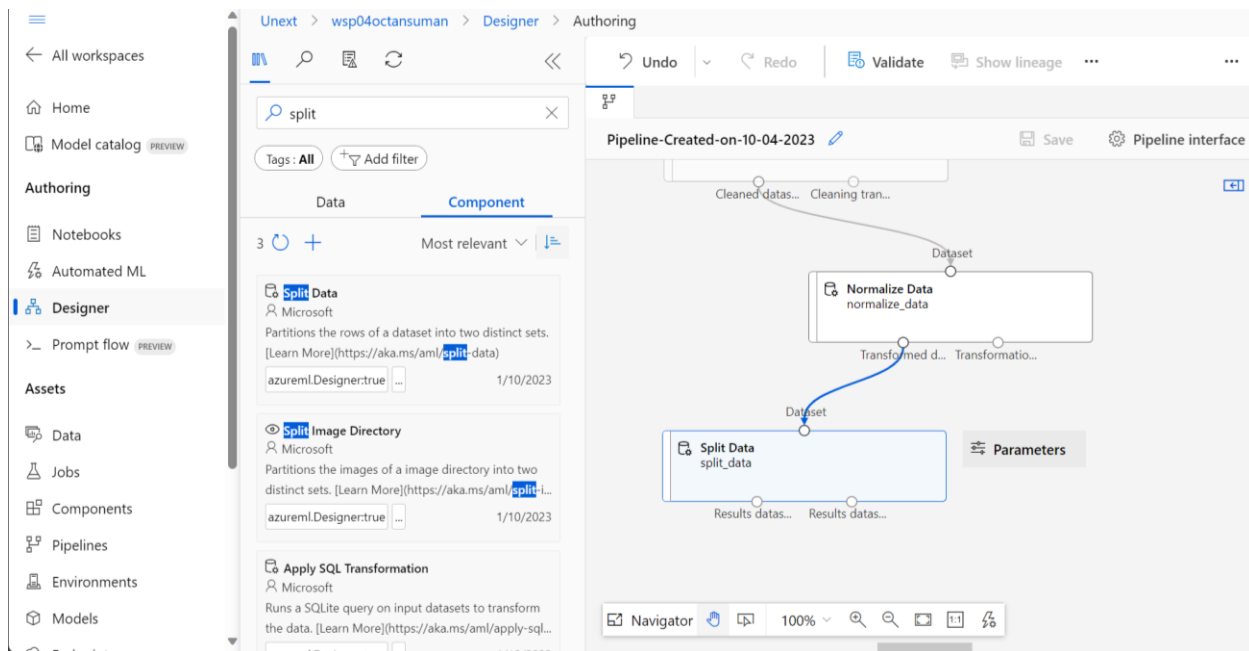 Unext > wsp04octansuman > Designer > Authoring
All workspaces
Home
Model catalog PREVIEW
Authoring
Notebooks
Automated ML
Designer
>_ Prompt flow PREVIEW
Assets
Data
Jobs
Components
Pipelines
Environments
Models
split
Tags : All
Add filter
Data
Component
3
Most relevant
Split Data
Microsoft
Partitions the rows of a dataset into two distinct sets.
[Learn More](https://aka.ms/aml/split-data)
azureml.Designer:true ...
1/10/2023
Split Image Directory
Microsoft
Partitions the images of a image directory into two
distinct sets. [Learn More](https://aka.ms/aml/split-i...
azureml.Designer:true ...
1/10/2023
Apply SQL Transformation
Microsoft
Runs a SQLite query on input datasets to transform
the data. [Learn More](https://aka.ms/aml/apply-sql...
Undo
Redo
Validate
Show lineage
...
...
Pipeline-Created-on-10-04-2023
Save
Pipeline interface
Cleaned datas... Cleaning tran...
Dataset
Normalize Data
normalize_data
Transformed d... Transformatio...
Dataset
Split Data
split_data
Parameters
Results datas... Results datas...
Navigator
100%
1:1